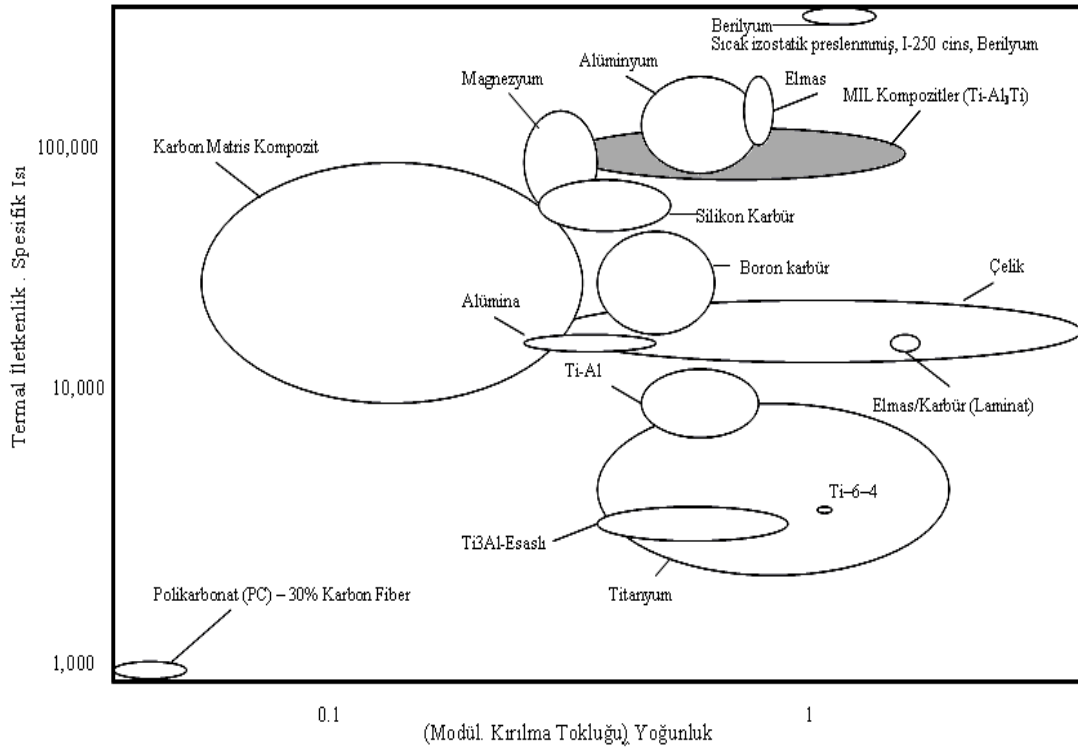 Berilyum
Sıcak izostatik preslenmmiş, I-250 cins, Berilyum
Alüminyum
Elmas
Magnezyum
MIL Kompozitler (Ti-Al₃Ti)
100,000
Karbon Matris Kompozit
Silikon Karbür
Boron karbür
Çelik
Alümina
Ti-Al
10,000
Elmas/Karbür (Laminat)
Ti–6–4
Ti3Al-Esaslı
Titanyum
Polikarbonat (PC) – 30% Karbon Fiber
1,000
0.1
1
(Modül. Kırılma Tokluğu) Yoğunluk
Termal İletkenlik . Spesifik Isı